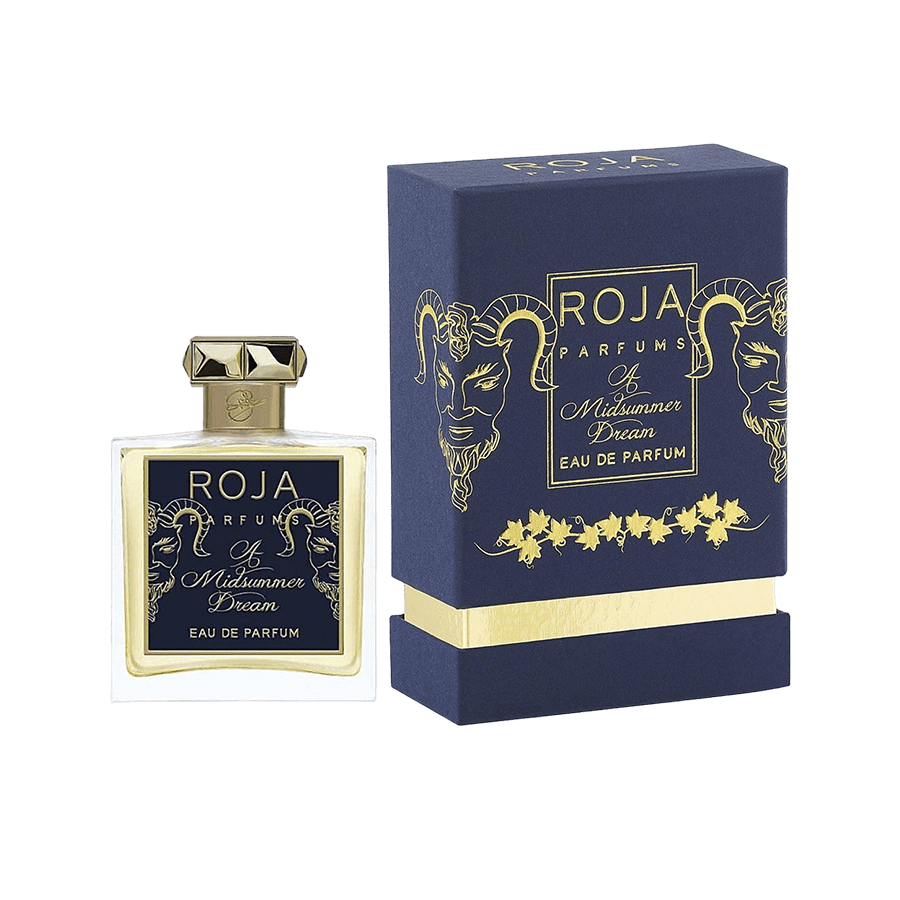 ROJA
PARFUMS
A
Midsummer
Dream
EAU DE PARFUM
ROJA
PARFUMS
ROJA
PARFUMS
A
Midsummer
Dream
EAU DE PARFUM